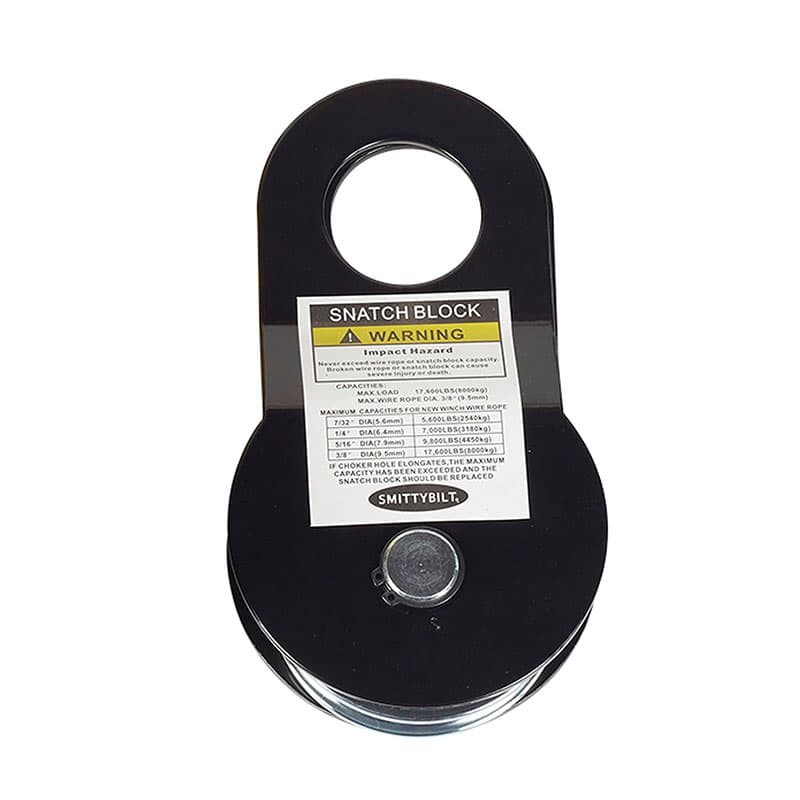 SNATCH BLOCK
WARNING
Impact Hazard
Never exceed wire rope or snatch block capacity.
Broken wire rope or snatch block can cause
severe injury or death.
CAPACITIES:
MAX.LOAD 17,600LBS(8000kg)
MAX.WIRE ROPE DIA. 3/8" (9.5mm)
MAXIMUM CAPACITIES FOR NEW WINCH WIRE ROPE
7/32" DIA(5.6mm) 5,600LBS(2540kg)
1/4" DIA(6.4mm) 7,000LBS(3180kg)
5/16" DIA(7.9mm) 9,800LBS(4450kg)
3/8" DIA(9.5mm) 17,600LBS(8000kg)
IF CHOKER HOLE ELONGATES,THE MAXIMUM
CAPACITY HAS BEEN EXCEEDED AND THE
SNATCH BLOCK SHOULD BE REPLACED
SMITTYBILT